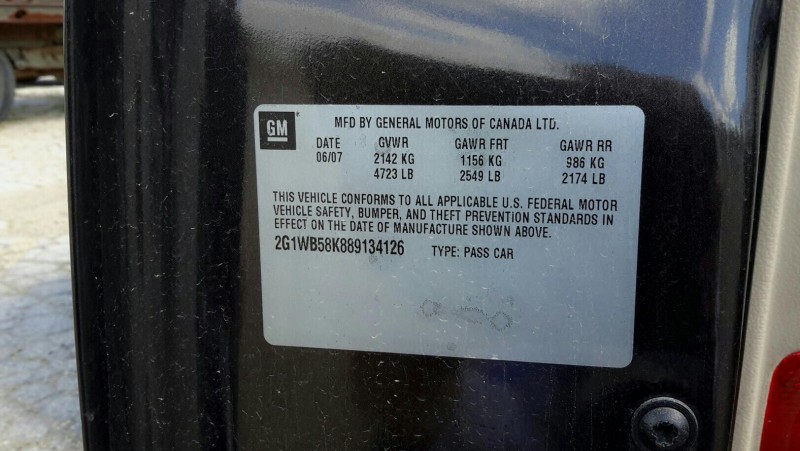 GM
MFD BY GENERAL MOTORS OF CANADA LTD.
DATE GVWR GAWR FRT GAWR RR
06/07 2142 KG 1156 KG 986 KG
4723 LB 2549 LB 2174 LB
THIS VEHICLE CONFORMS TO ALL APPLICABLE U.S. FEDERAL MOTOR
VEHICLE SAFETY, BUMPER, AND THEFT PREVENTION STANDARDS IN
EFFECT ON THE DATE OF MANUFACTURE SHOWN ABOVE.
2G1WB58K889134126 TYPE: PASS CAR